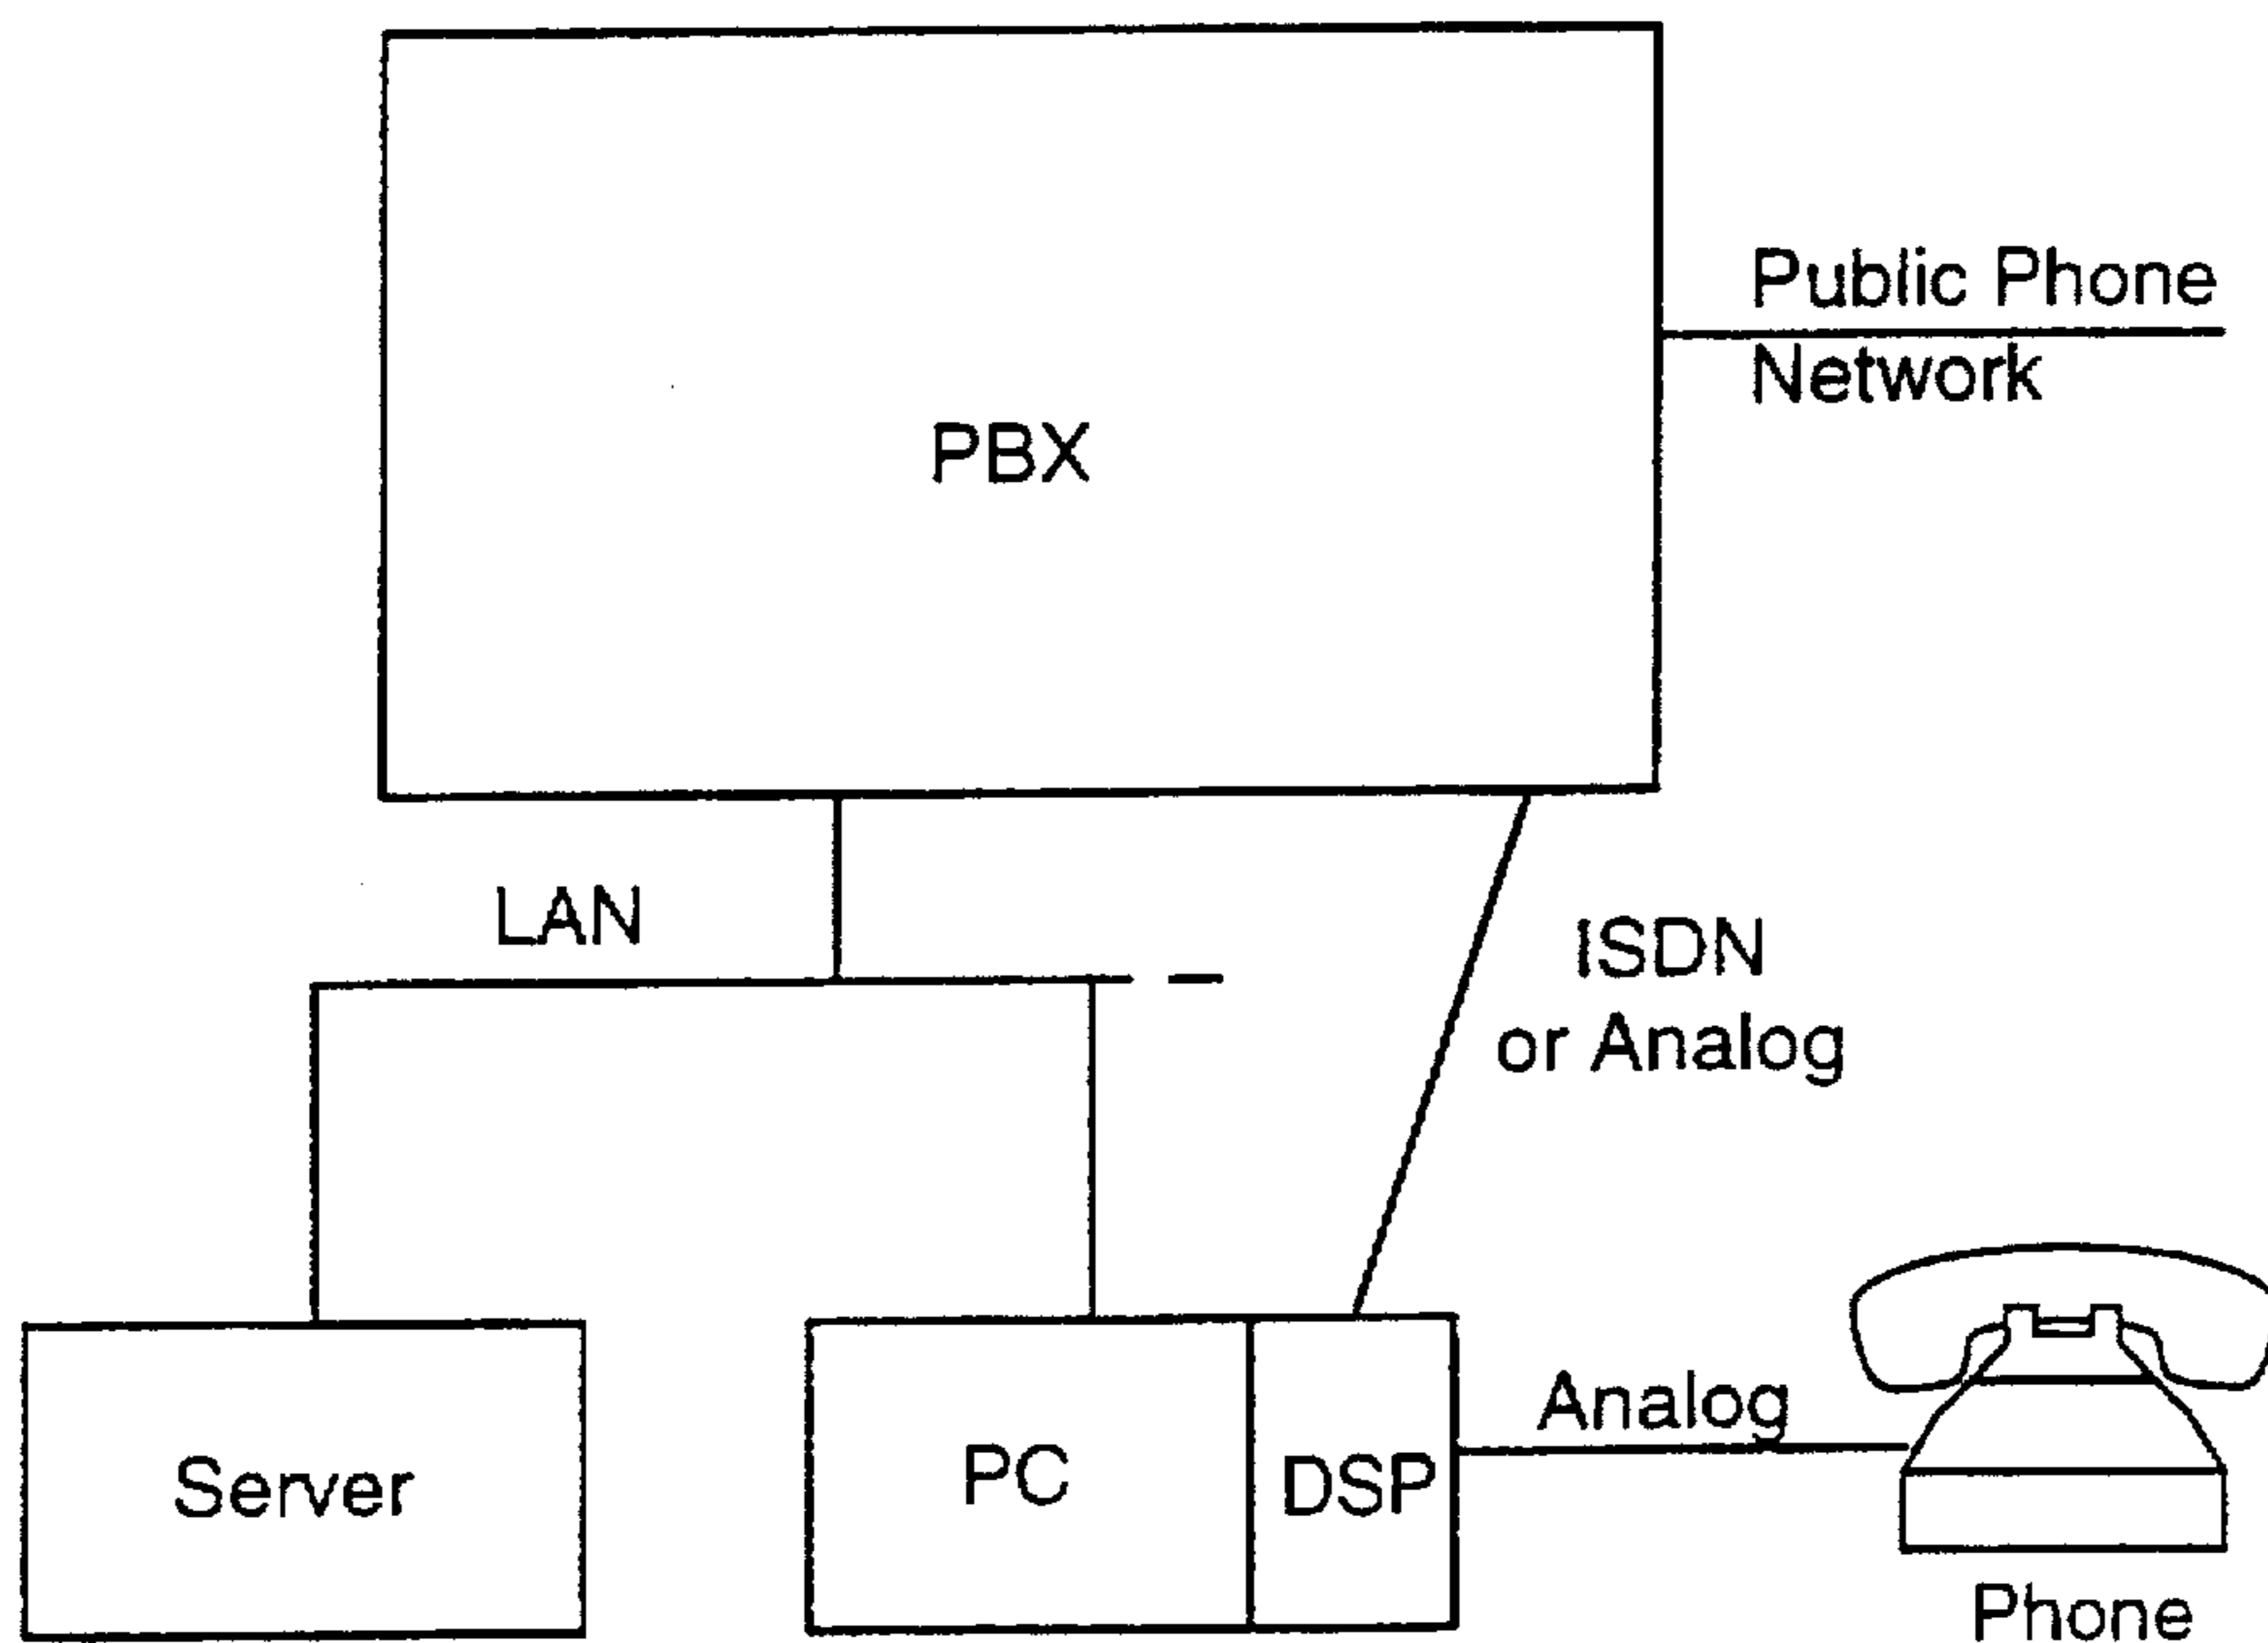 Public Phone
Network
PBX
LAN
ISDN
or Analog
Analog
Server
PC
DSP
Phone